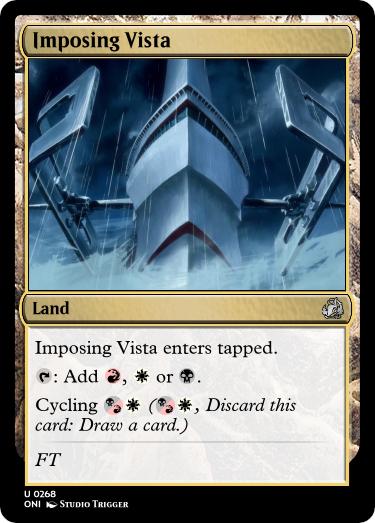 Imposing Vista
Land
Imposing Vista enters tapped.
: Add , or .
Cycling ( , Discard this
card: Draw a card.)
FT
U 0268
ONI STUDIO TRIGGER